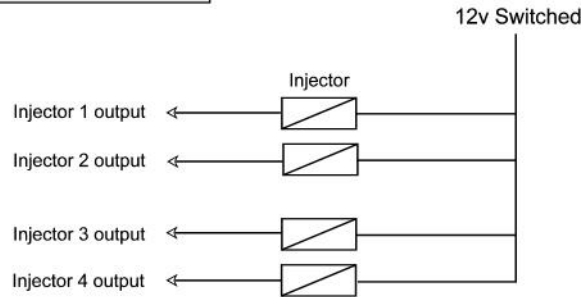 12v Switched
Injector
Injector 1 output
Injector 2 output
Injector 3 output
Injector 4 output